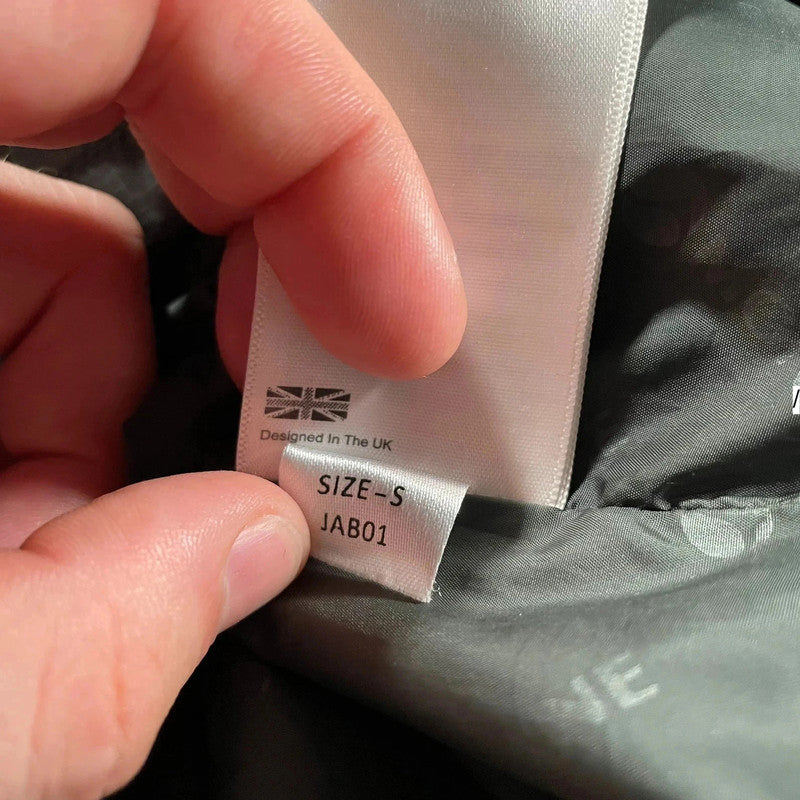 Designed In The UK
SIZE-S
JAB01